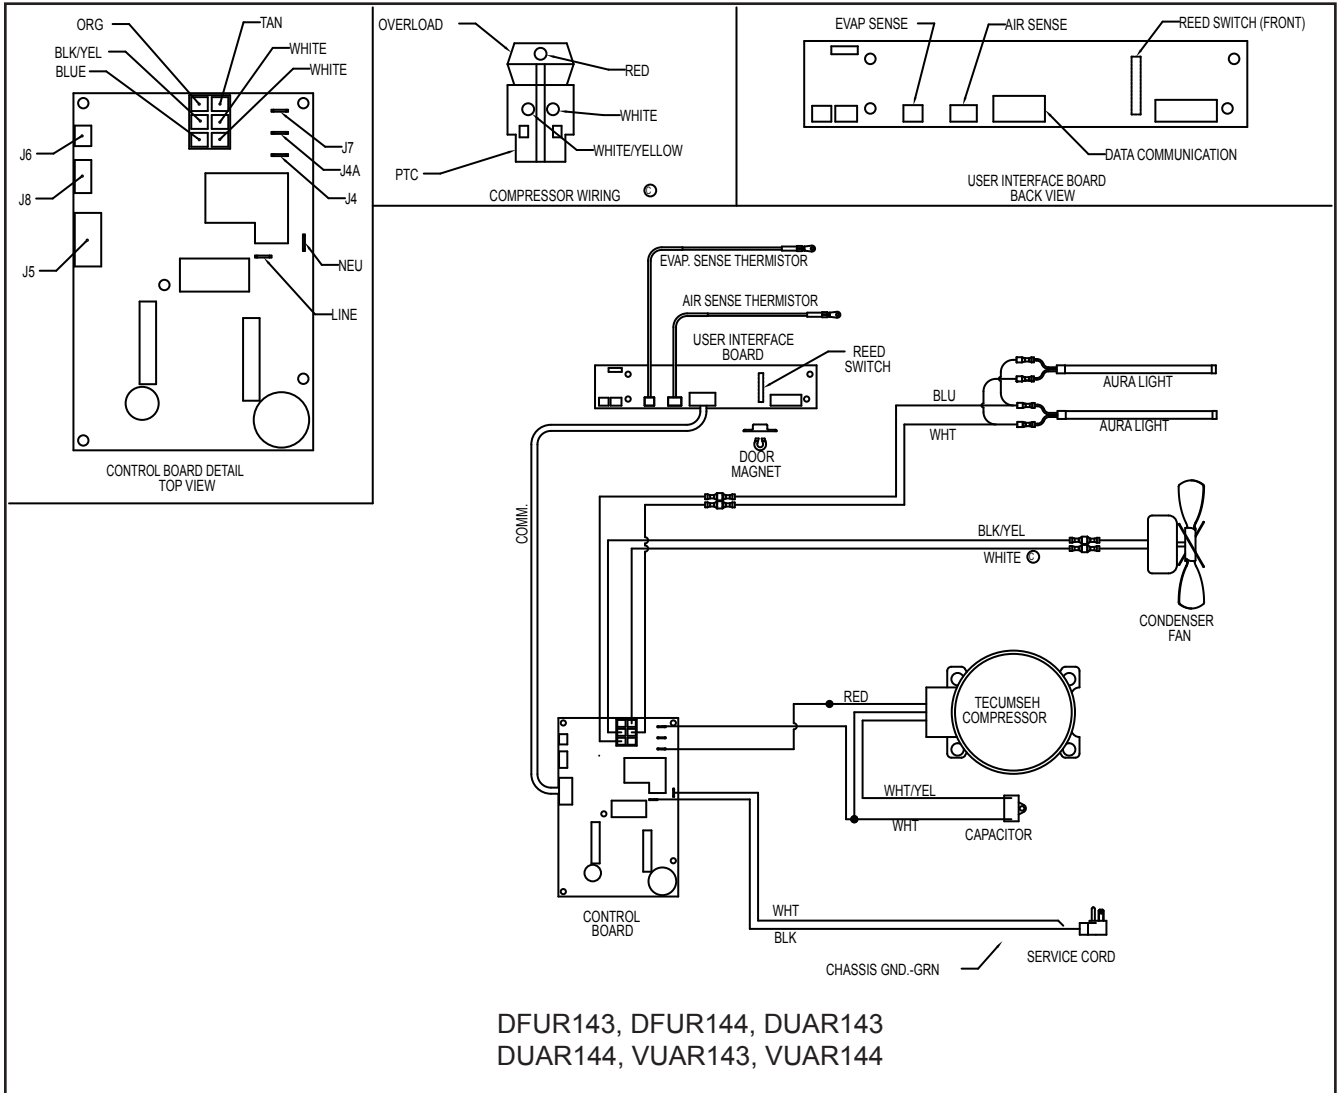 ORG
TAN
BLK/YEL
WHITE
BLUE
WHITE
J6
J7
J4A
J8
J4
J5
NEU
LINE
CONTROL BOARD DETAIL
TOP VIEW
OVERLOAD
RED
WHITE
WHITE/YELLOW
PTC
COMPRESSOR WIRING
EVAP SENSE
AIR SENSE
REED SWITCH (FRONT)
DATA COMMUNICATION
USER INTERFACE BOARD
BACK VIEW
EVAP. SENSE THERMISTOR
AIR SENSE THERMISTOR
USER INTERFACE
BOARD
REED
SWITCH
AURA LIGHT
BLU
WHT
AURA LIGHT
DOOR
MAGNET
COMM.
BLK/YEL
WHITE
CONDENSER
FAN
RED
TECUMSEH
COMPRESSOR
WHT/YEL
WHT
CAPACITOR
CONTROL
BOARD
WHT
BLK
CHASSIS GND.-GRN
SERVICE CORD
DFUR143, DFUR144, DUAR143
DUAR144, VUAR143, VUAR144